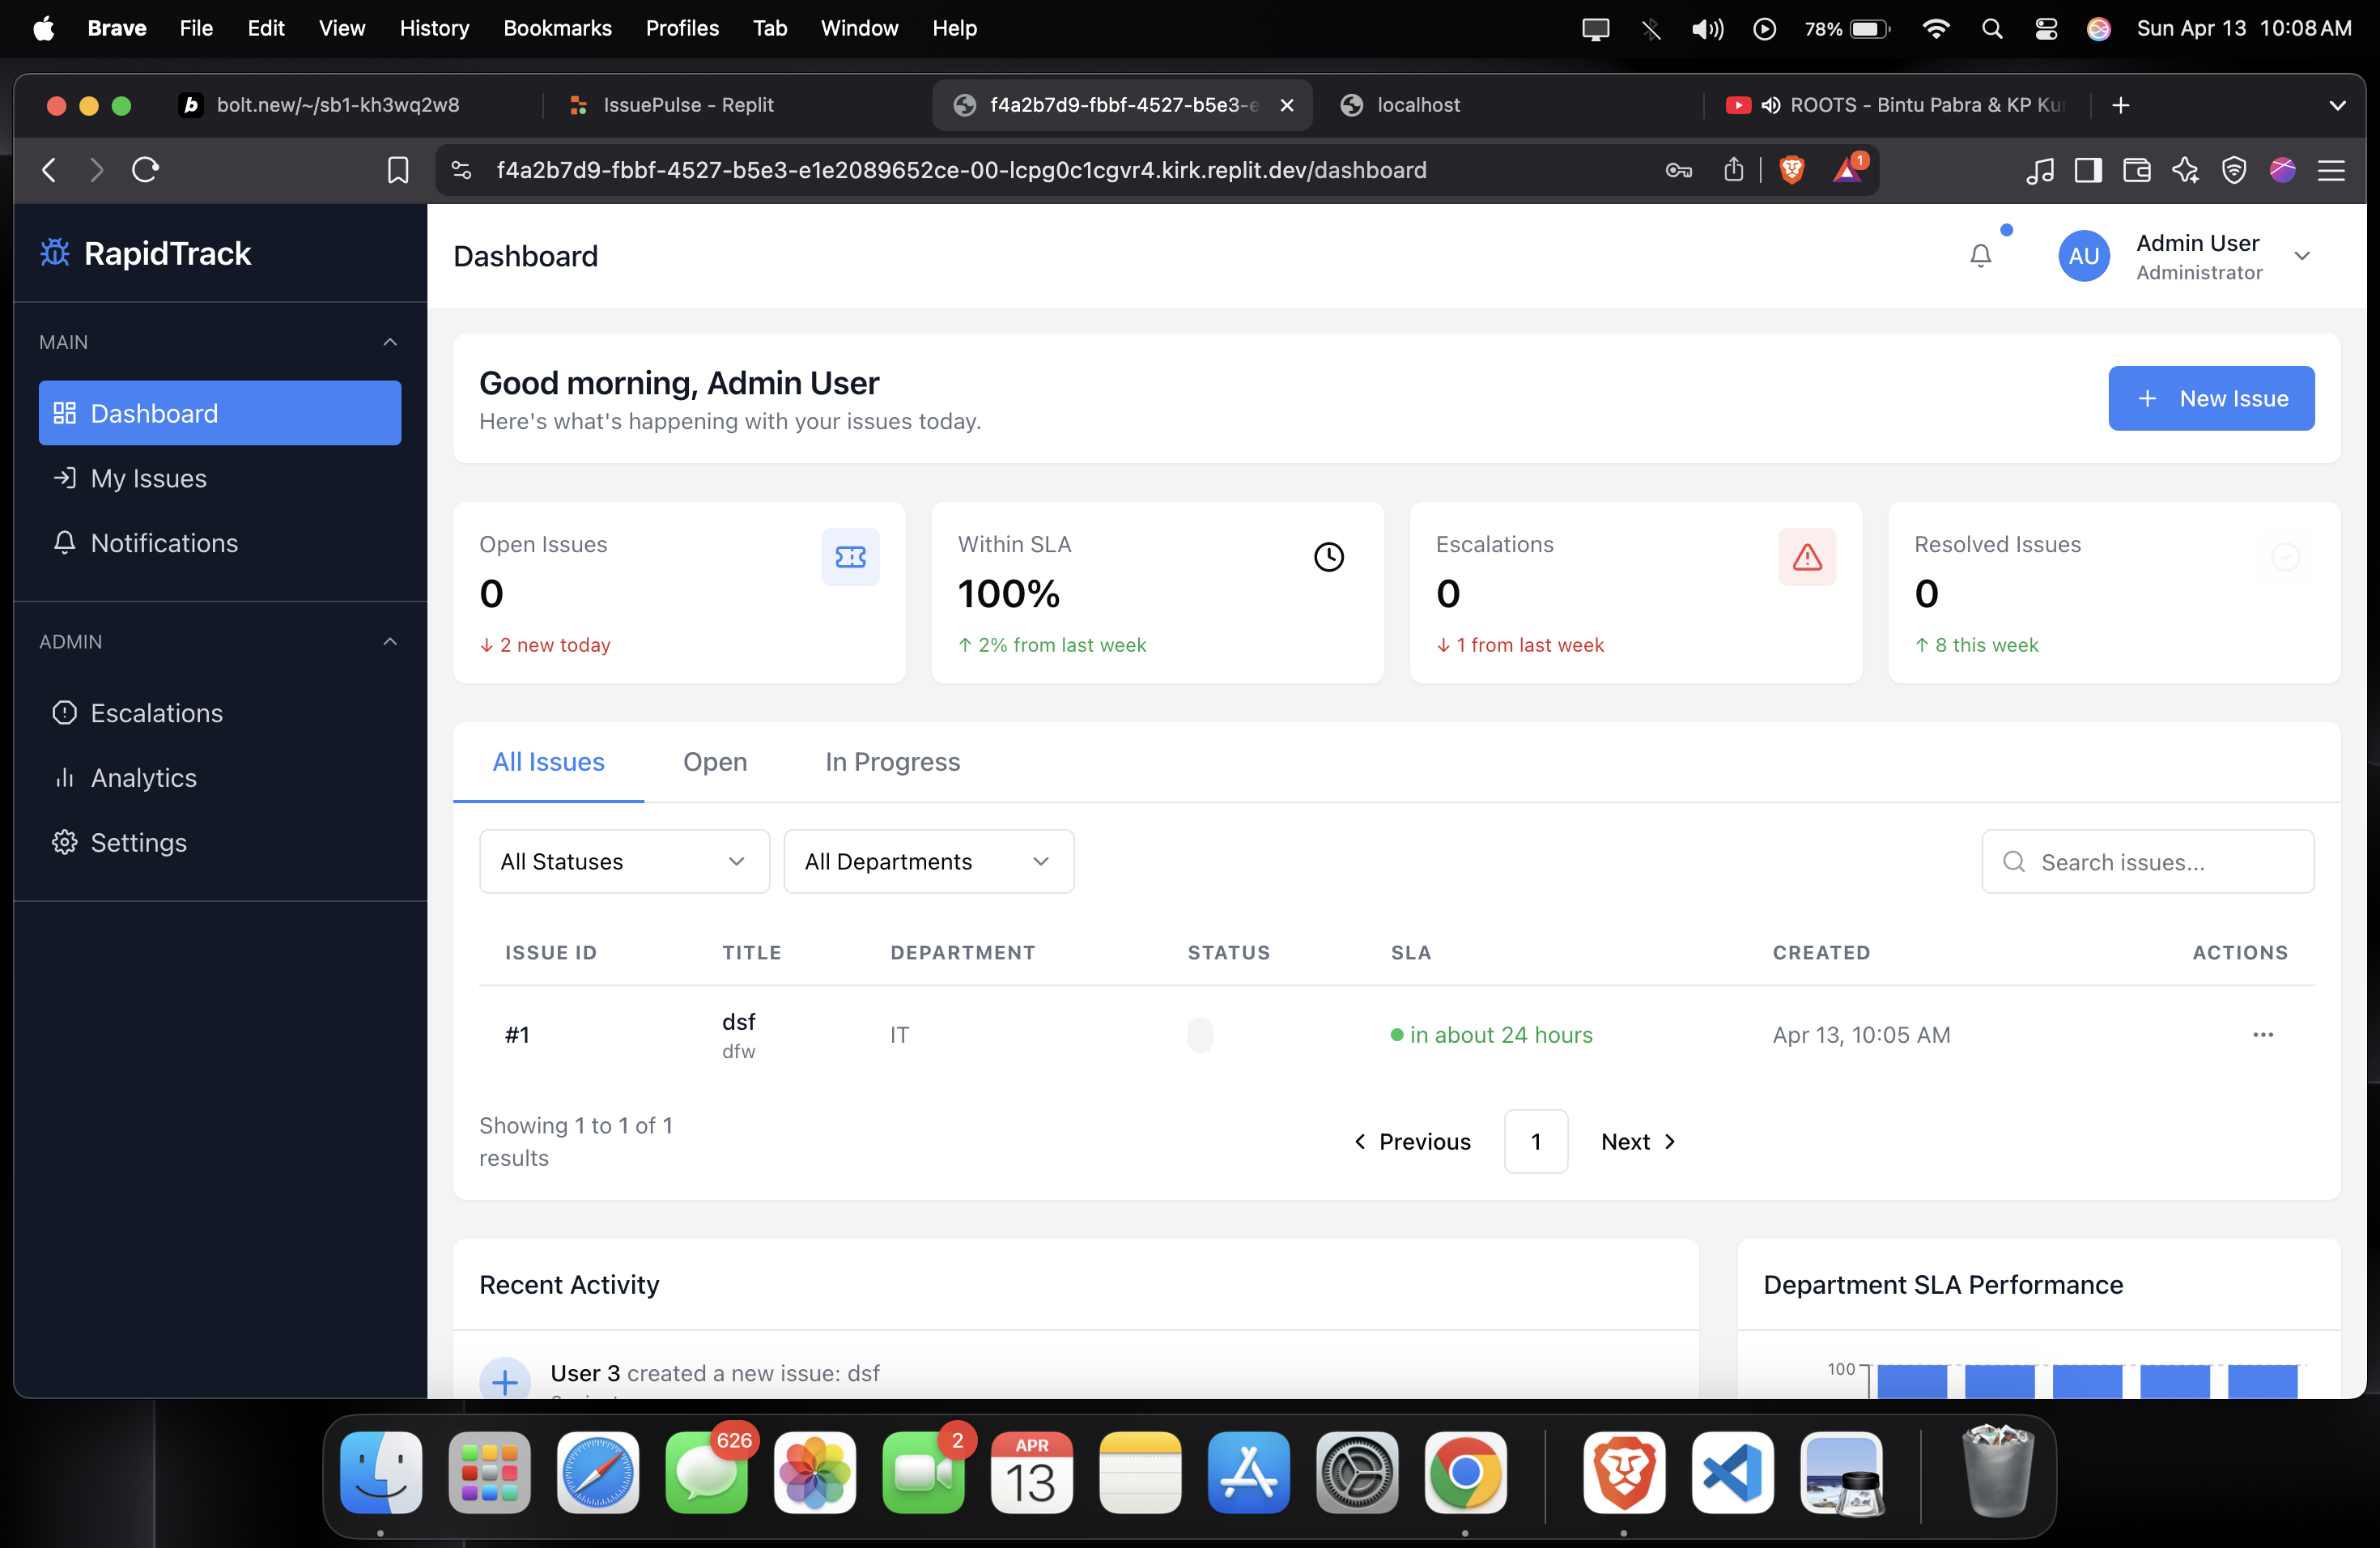 Brave File Edit View History Bookmarks Profiles Tab Window Help 78% Sun Apr 13 10:08 AM
bolt.new/~/sb1-kh3wq2w8 IssuePulse - Replit f4a2b7d9-fbbf-4527-b5e3-e localhost ROOTS - Bintu Pabra & KP Ku
f4a2b7d9-fbbf-4527-b5e3-e1e2089652ce-00-lcpg0c1cgvr4.kirk.replit.dev/dashboard 1
RapidTrack
MAIN
Dashboard
My Issues
Notifications
ADMIN
Escalations
Analytics
Settings
Dashboard
AU
Admin User
Administrator
Good morning, Admin User
Here's what's happening with your issues today.
New Issue
Open Issues
0
2 new today
Within SLA
100%
2% from last week
Escalations
0
1 from last week
Resolved Issues
0
8 this week
All Issues Open In Progress
All Statuses All Departments Search issues...
ISSUE ID TITLE DEPARTMENT STATUS SLA CREATED ACTIONS
#1 dsf IT in about 24 hours Apr 13, 10:05 AM
dfw
Showing 1 to 1 of 1
results
Previous 1 Next
Recent Activity
User 3 created a new issue: dsf
Department SLA Performance
100
626
2
APR
13